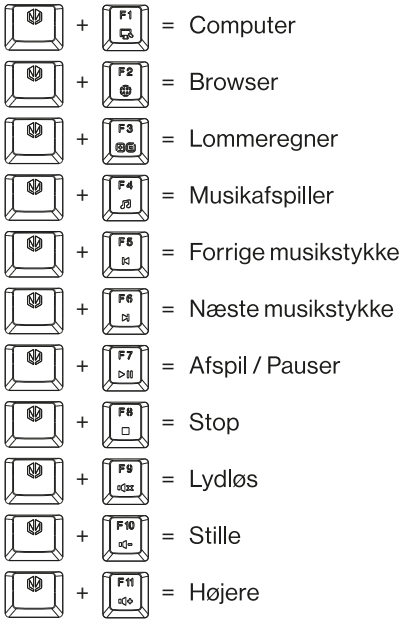 + F1 = Computer
+ F2 = Browser
+ F3 = Lommeregner
+ F4 = Musikafspiller
+ F5 = Forrige musikstykke
+ F6 = Næste musikstykke
+ F7 = Afspil / Pauser
+ F8 = Stop
+ F9 = Lydløs
+ F10 = Stille
+ F11 = Højere